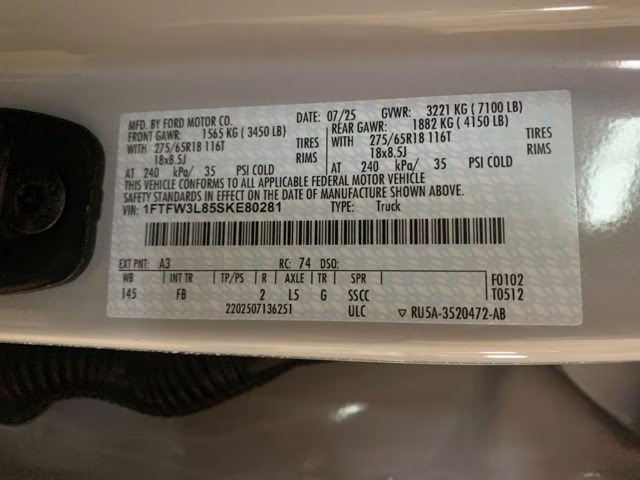 MFD. BY FORD MOTOR CO. DATE: 07/25 GVWR: 3221 KG ( 7100 LB)
FRONT GAWR: 1565 KG ( 3450 LB) REAR GAWR: 1882 KG ( 4150 LB)
WITH 275/65R18 116T TIRES WITH 275/65R18 116T TIRES
18x8.5J RIMS 18x8.5J RIMS
AT 240 kPa/ 35 PSI COLD AT 240 kPa/ 35 PSI COLD
THIS VEHICLE CONFORMS TO ALL APPLICABLE FEDERAL MOTOR VEHICLE
SAFETY STANDARDS IN EFFECT ON THE DATE OF MANUFACTURE SHOWN ABOVE.
VIN: 1FTFW3L85SKE80281 TYPE: Truck
EXT PNT: A3 RC: 74 DSO:
WB INT TR TP/PS R AXLE TR SPR F0102
145 FB 2 L5 G SSCC T0512
2202507136251 ULC RU5A-3520472-AB